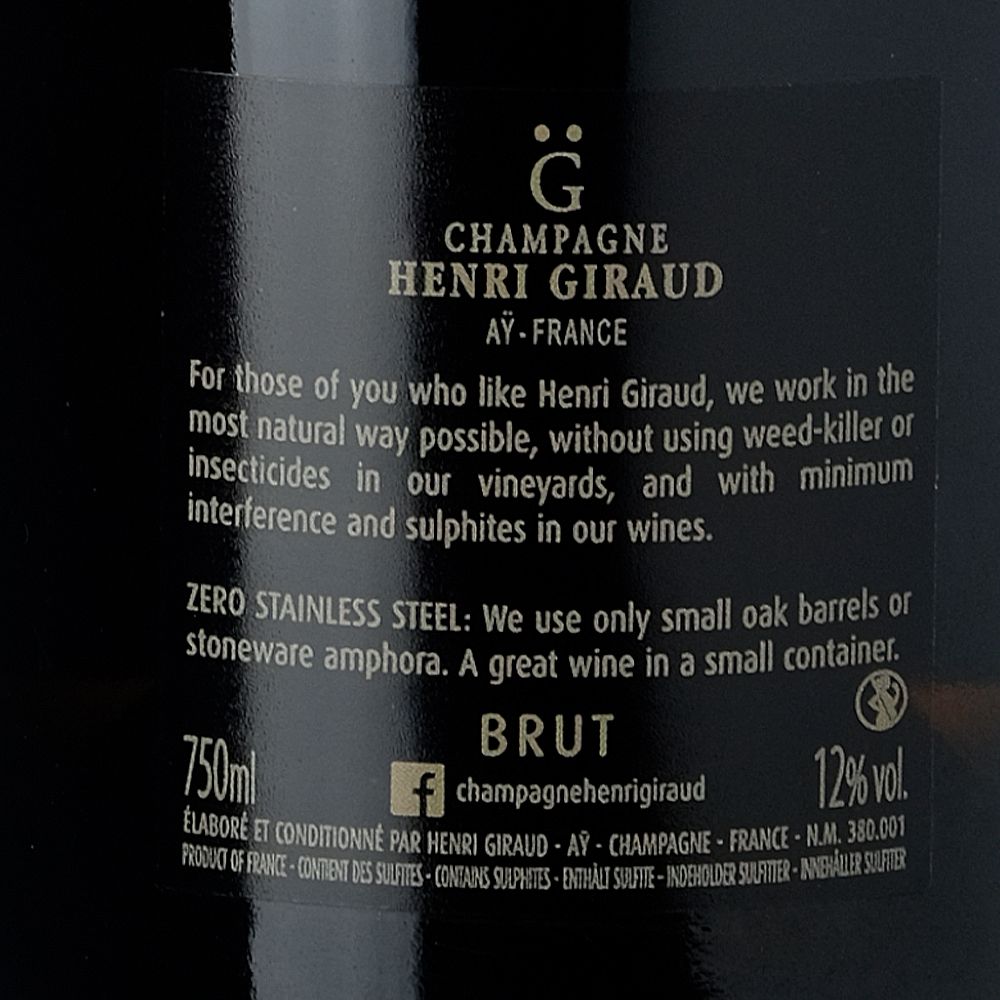 G̈
CHAMPAGNE
HENRI GIRAUD
AŸ-FRANCE
For those of you who like Henri Giraud, we work in the
most natural way possible, without using weed-killer or
insecticides in our vineyards, and with minimum
interference and sulphites in our wines.
ZERO STAINLESS STEEL: We use only small oak barrels or
stoneware amphora. A great wine in a small container.
BRUT
750ml
f champagnehenrigiraud
12% vol.
ÉLABORÉ ET CONDITIONNÉ PAR HENRI GIRAUD - AŸ - CHAMPAGNE - FRANCE - N.M. 380.001
PRODUCT OF FRANCE - CONTIENT DES SULFITES - CONTAINS SULPHITES - ENTHÄLT SULFITE - INDEHOLDER SULFITTER - INNEHÅLLER SULFITER